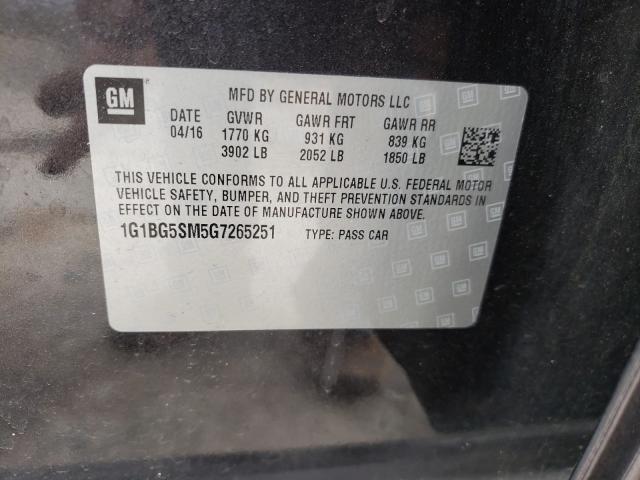 GM
MFD BY GENERAL MOTORS LLC
DATE GVWR GAWR FRT GAWR RR
04/16 1770 KG 931 KG 839 KG
3902 LB 2052 LB 1850 LB
THIS VEHICLE CONFORMS TO ALL APPLICABLE U.S. FEDERAL MOTOR
VEHICLE SAFETY, BUMPER, AND THEFT PREVENTION STANDARDS
IN EFFECT ON THE DATE OF MANUFACTURE SHOWN ABOVE.
1G1BG5SM5G7265251 TYPE: PASS CAR